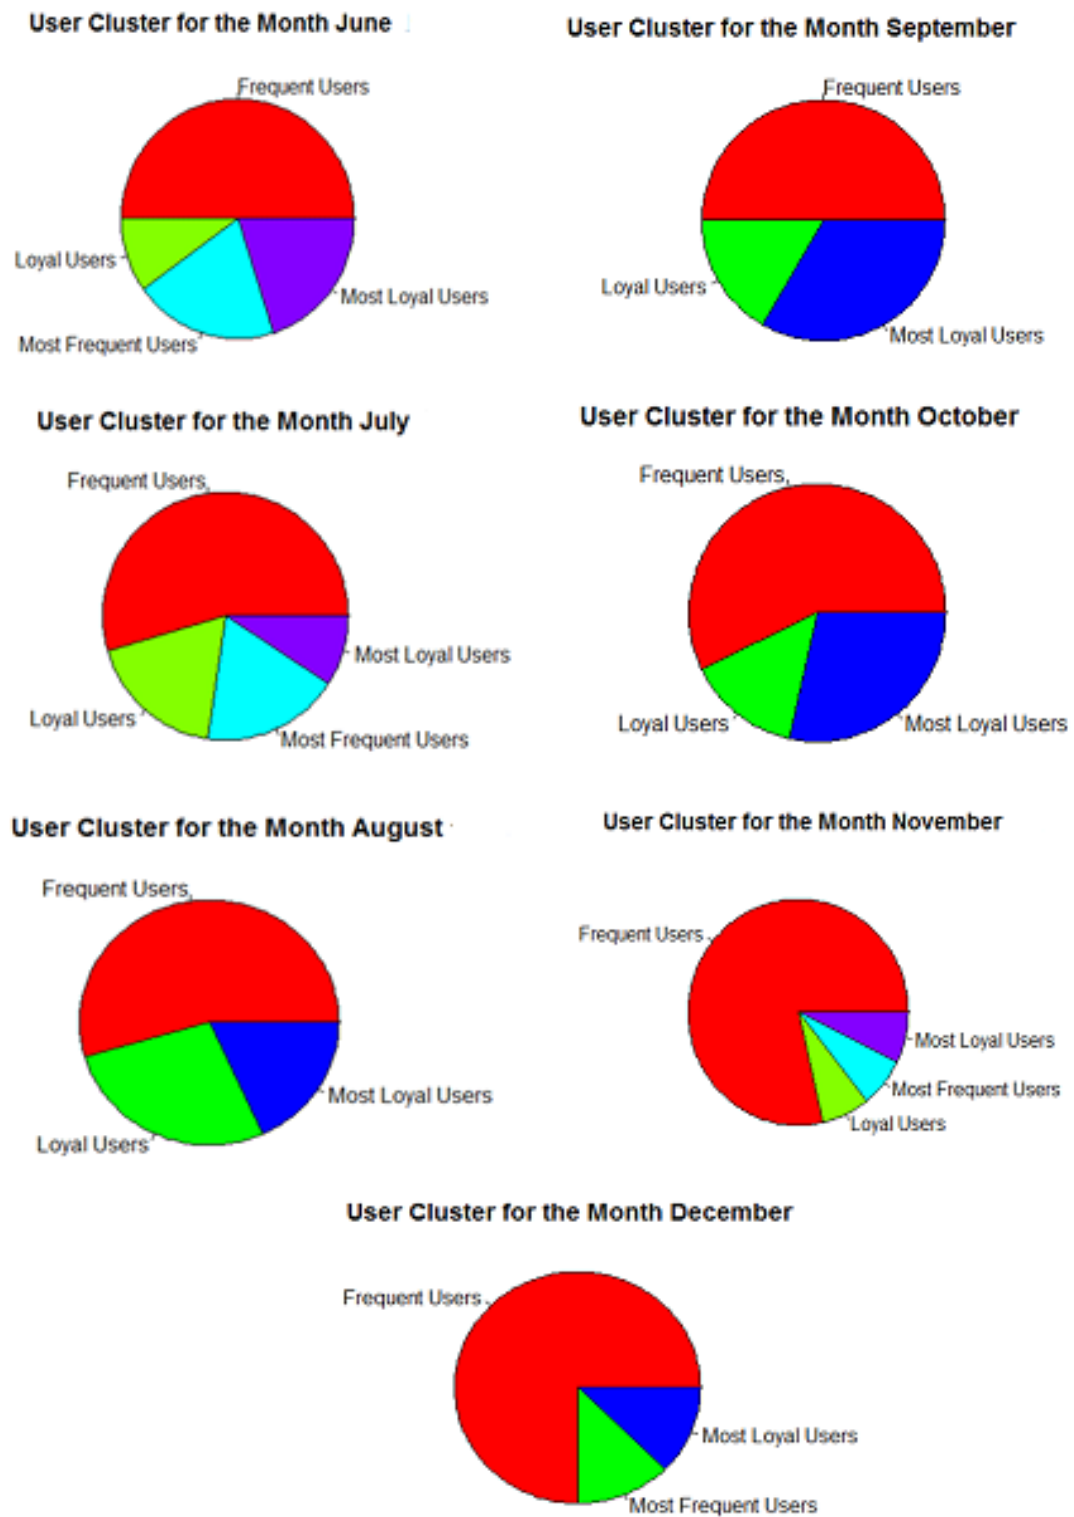 User Cluster for the Month June
Frequent Users
Loyal Users
Most Loyal Users
Most Frequent Users
User Cluster for the Month September
Frequent Users
Loyal Users
Most Loyal Users
User Cluster for the Month July
Frequent Users
Most Loyal Users
Loyal Users
Most Frequent Users
User Cluster for the Month October
Frequent Users
Loyal Users
Most Loyal Users
User Cluster for the Month August
Frequent Users
Most Loyal Users
Loyal Users
User Cluster for the Month November
Frequent Users
Most Loyal Users
Most Frequent Users
Loyal Users
User Cluster for the Month December
Frequent Users
Most Loyal Users
Most Frequent Users